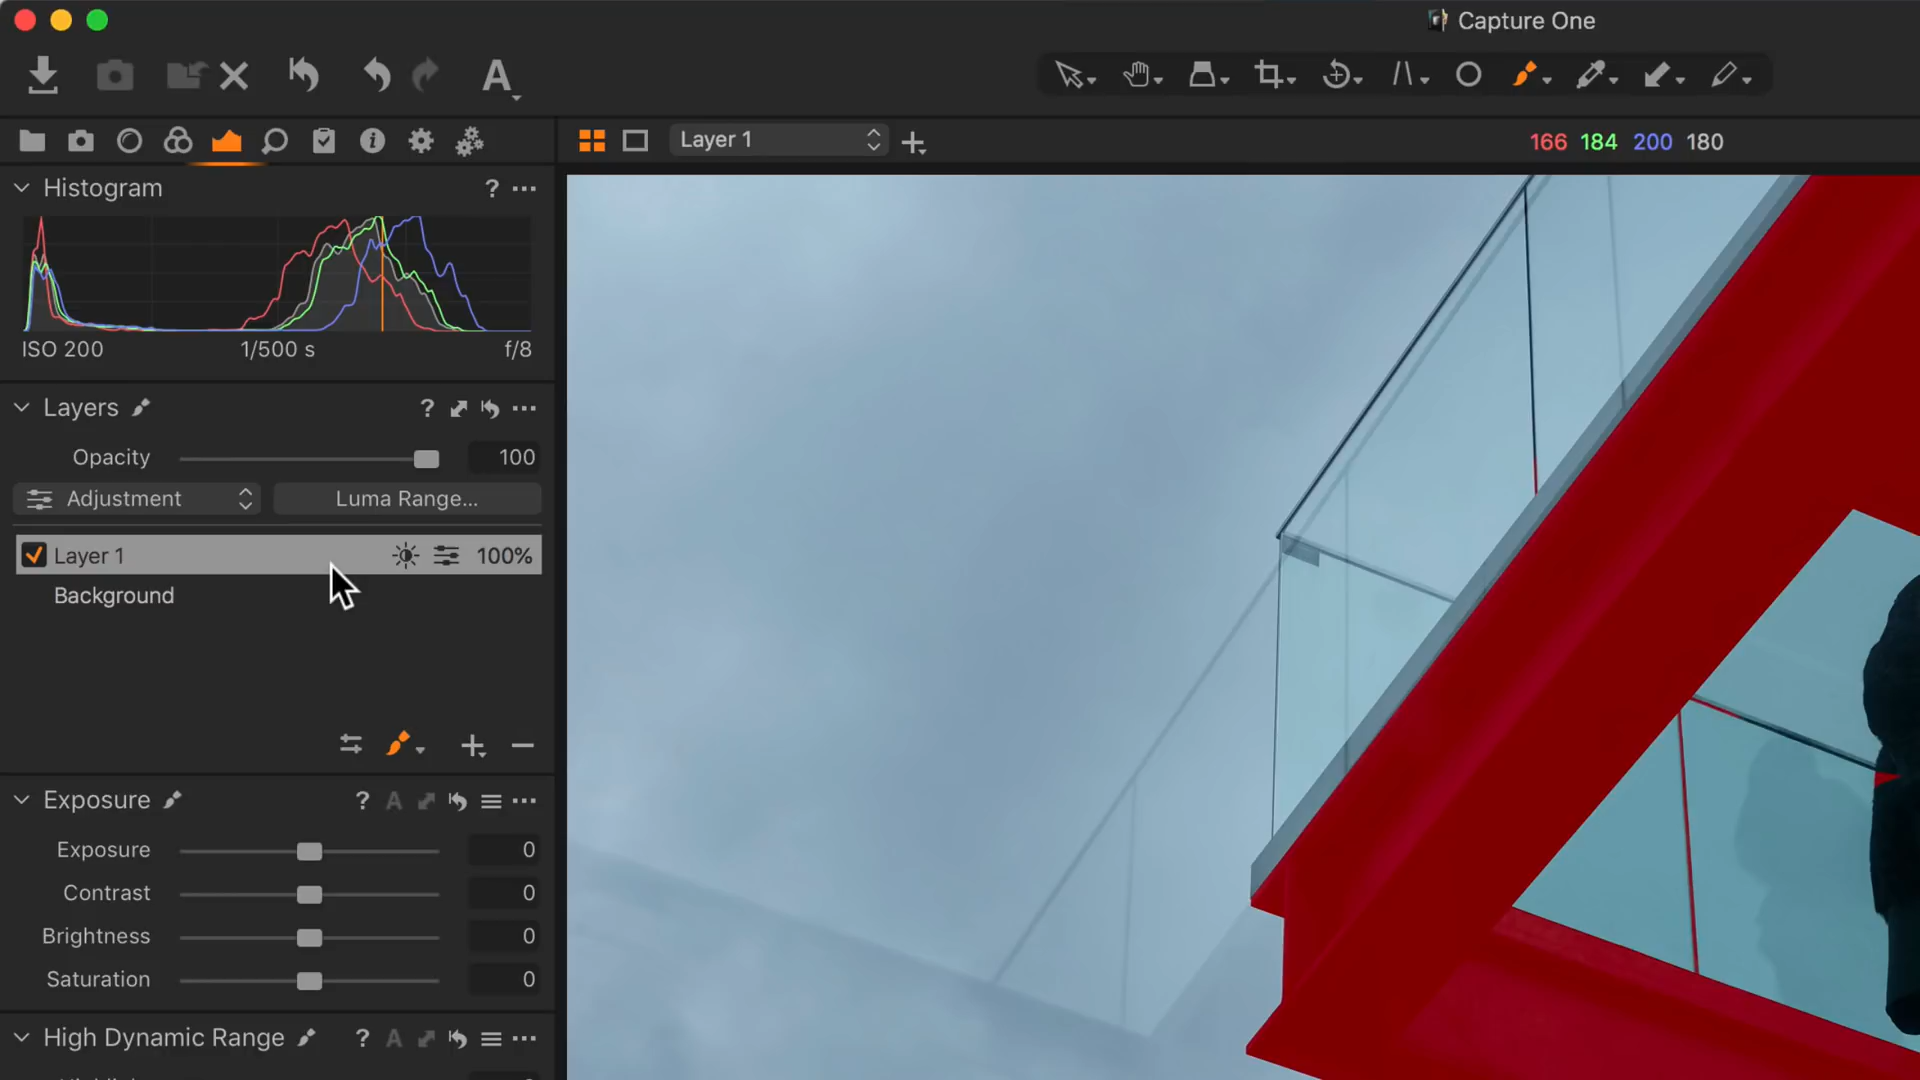 Capture One
A
Layer 1
166 184 200 180
Histogram
ISO 200
1/500 s
f/8
Layers
Opacity
100
Adjustment
Luma Range...
Layer 1
100%
Background
Exposure
Exposure
0
Contrast
0
Brightness
0
Saturation
0
High Dynamic Range